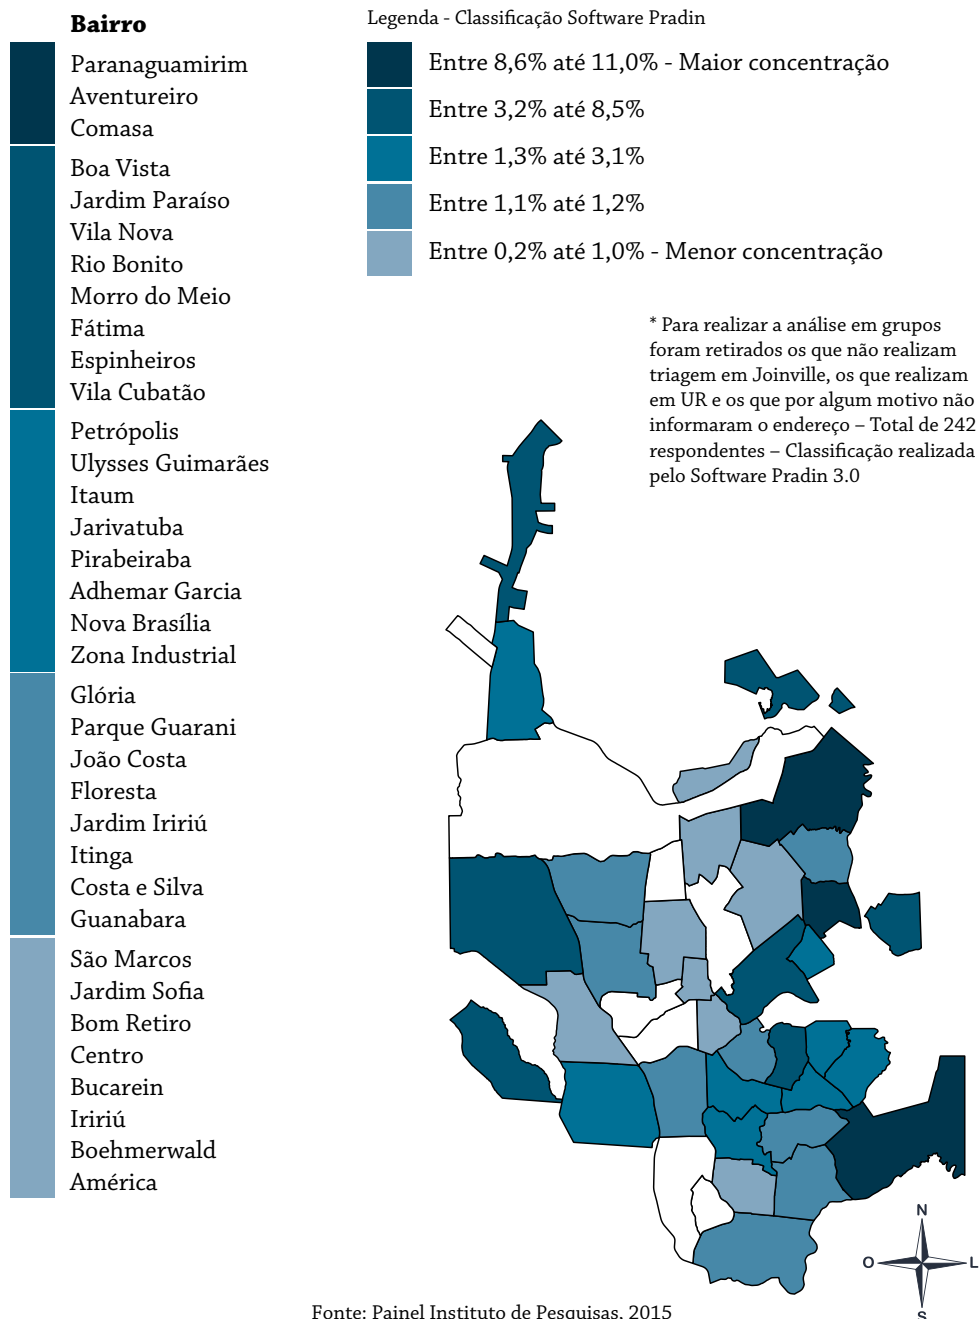 Bairro
Paranaguamirim
Aventureiro
Comasa
Boa Vista
Jardim Paraíso
Vila Nova
Rio Bonito
Morro do Meio
Fátima
Espinheiros
Vila Cubatão
Petrópolis
Ulysses Guimarães
Itaum
Jarivatuba
Pirabeiraba
Adhemar Garcia
Nova Brasília
Zona Industrial
Glória
Parque Guarani
João Costa
Floresta
Jardim Iririú
Itinga
Costa e Silva
Guanabara
São Marcos
Jardim Sofia
Bom Retiro
Centro
Bucarein
Iririú
Boehmerwald
América
Legenda - Classificação Software Pradin
Entre 8,6% até 11,0% - Maior concentração
Entre 3,2% até 8,5%
Entre 1,3% até 3,1%
Entre 1,1% até 1,2%
Entre 0,2% até 1,0% - Menor concentração
* Para realizar a análise em grupos
foram retirados os que não realizam
triagem em Joinville, os que realizam
em UR e os que por algum motivo não
informaram o endereço – Total de 242
respondentes – Classificação realizada
pelo Software Pradin 3.0
N
O
L
S
Fonte: Painel Instituto de Pesquisas, 2015